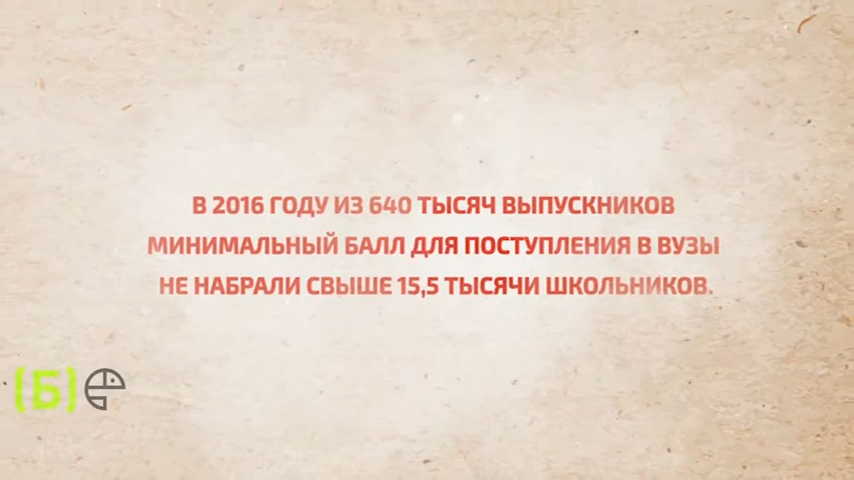 В 2016 ГОДУ ИЗ 640 ТЫСЯЧ ВЫПУСКНИКОВ
МИНИМАЛЬНЫЙ БАЛЛ ДЛЯ ПОСТУПЛЕНИЯ В ВУЗЫ
НЕ НАБРАЛИ СВЫШЕ 15,5 ТЫСЯЧИ ШКОЛЬНИКОВ.
(Б)